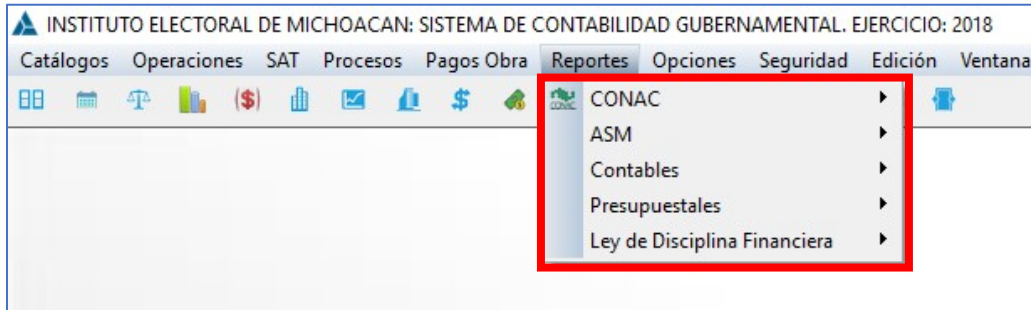 INSTITUTO ELECTORAL DE MICHOACAN: SISTEMA DE CONTABILIDAD GUBERNAMENTAL. EJERCICIO: 2018
Catálogos Operaciones SAT Procesos Pagos Obra Reportes Opciones Seguridad Edición Ventana
CONAC
ASM
Contables
Presupuestales
Ley de Disciplina Financiera